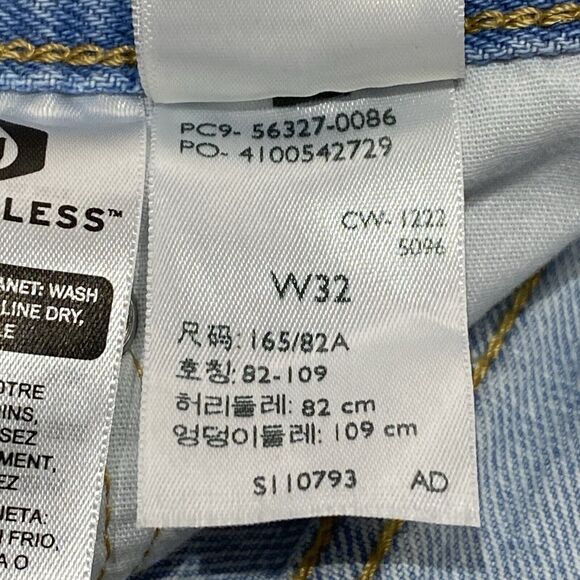 LESS™
ANET: WASH
LINE DRY,
LE
OTRE
INS,
SEZ
MENT,
EZ
IETA:
N FRIO,
A O
PC9- 56327-0086
PO- 4100542729
CW- 1222
5096
W32
尺码: 165/82A
호칭: 82-109
허리둘레: 82 cm
엉덩이둘레: 109 cm
S110793 AD